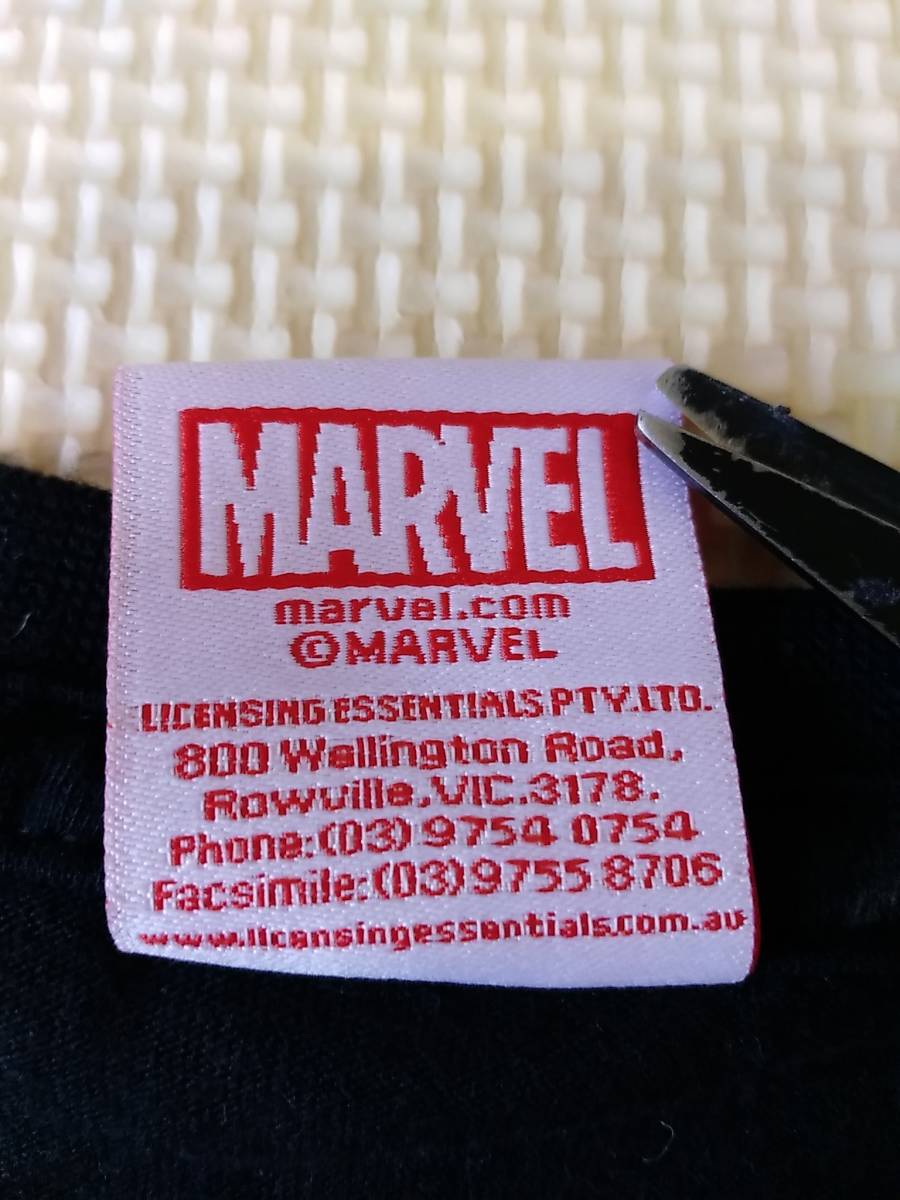 MARVEL
marvel.com
©MARVEL
LICENSING ESSENTIALS PTY.LTD.
800 Wellington Road,
Rowville,VIC.3178.
Phone:(03) 9754 0754
Facsimile:(03)9755 8706
www.licensingessentials.com.au